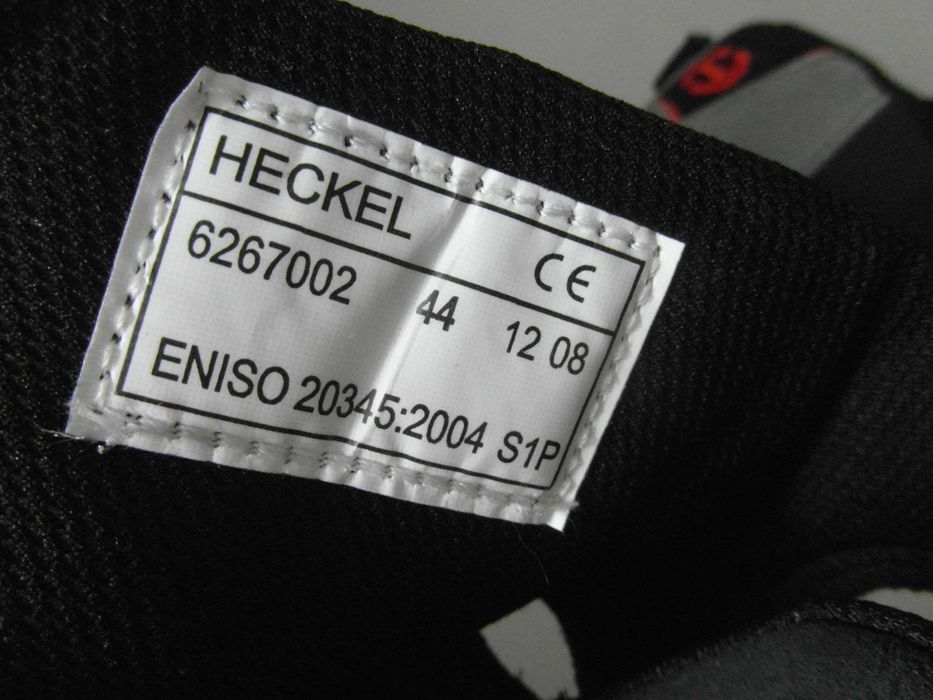 HECKEL
CE
6267002 44 12 08
ENISO 20345:2004 S1P